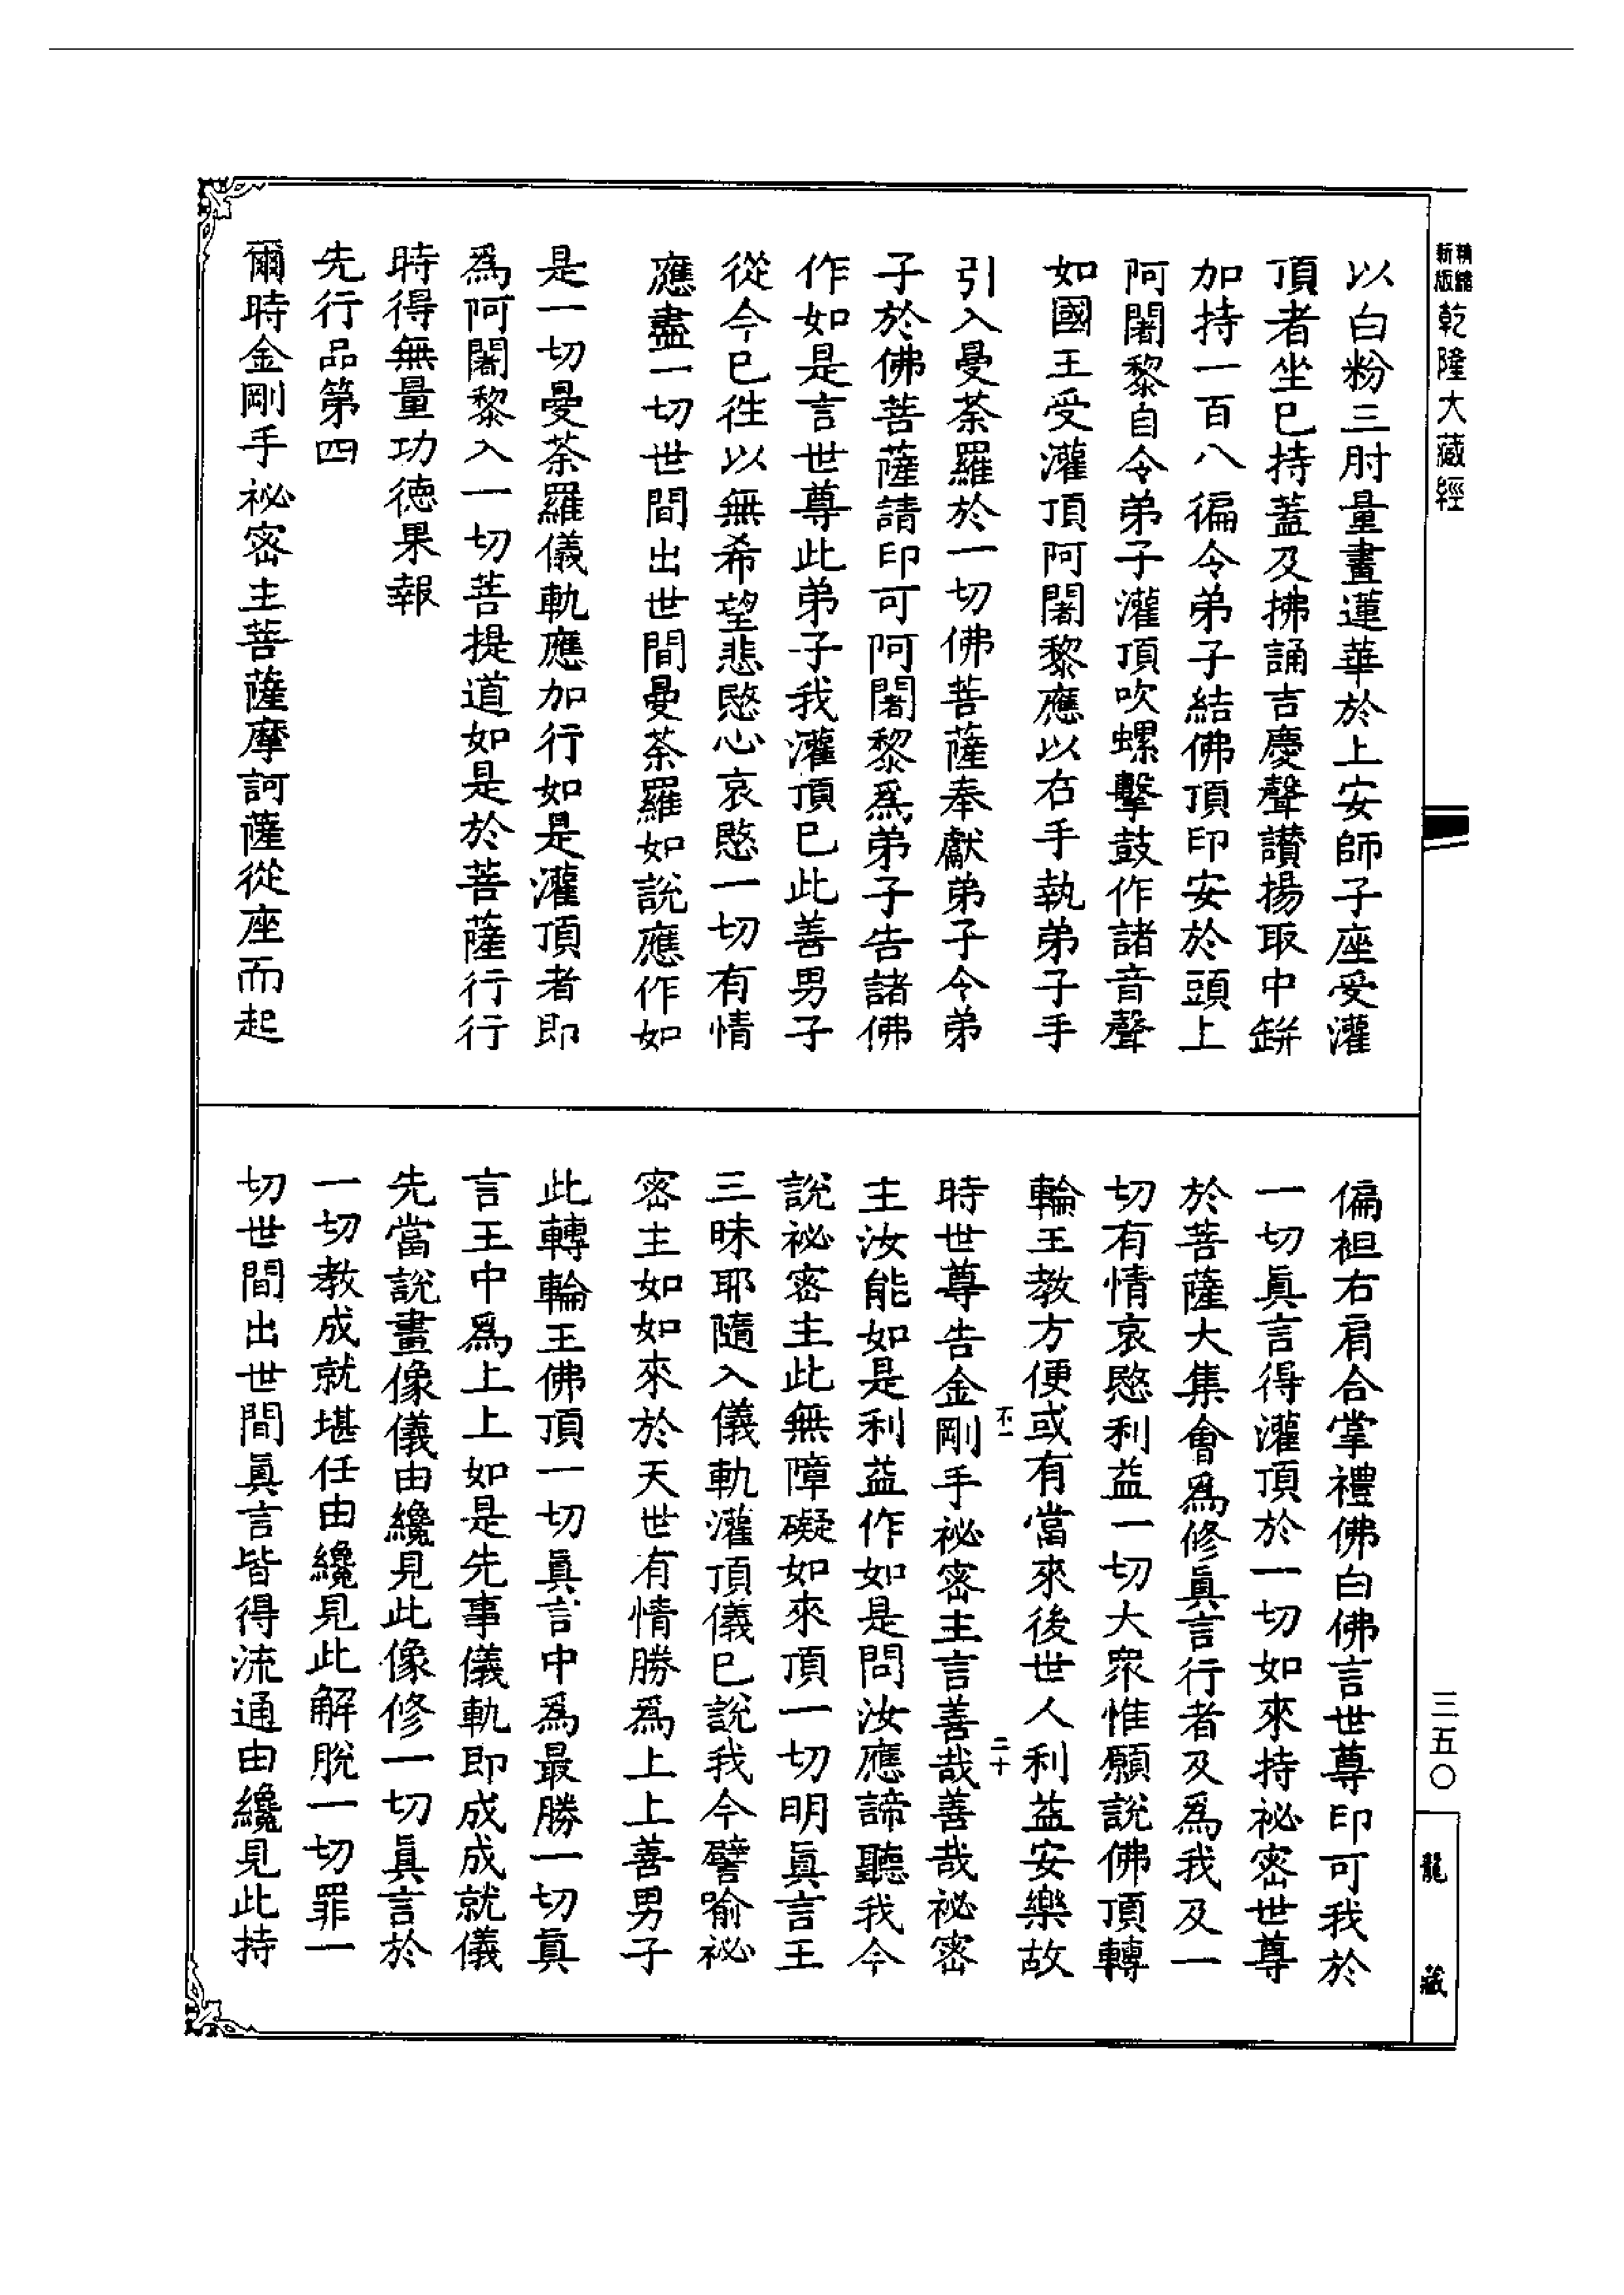 精縮新版乾隆大藏經
三五〇
龍藏
以白粉三肘量畫蓮華於上安師子座受灌
頂者坐已持蓋及拂誦吉慶聲讚揚取中缾
加持一百八徧令弟子結佛頂印安於頭上
阿闍黎自令弟子灌頂吹螺擊鼓作諸音聲
如國王受灌頂阿闍黎應以右手執弟子手
引入曼荼羅於一切佛菩薩奉獻弟子令弟
子於佛菩薩請印可阿闍黎爲弟子告諸佛
作如是言世尊此弟子我灌頂已此善男子
從今已往以無希望悲愍心哀愍一切有情
應盡一切世間出世間曼荼羅如說應作如
是一切曼荼羅儀軌應加行如是灌頂者即
爲阿闍黎入一切菩提道如是於菩薩行行
時得無量功德果報
先行品第四
爾時金剛手祕密主菩薩摩訶薩從座而起
偏袒右肩合掌禮佛白佛言世尊印可我於
一切眞言得灌頂於一切如來持祕密世尊
於菩薩大集會爲修眞言行者及爲我及一
切有情哀愍利益一切大衆惟願說佛頂轉
輪王教方便或有當來後世人利益安樂故
不一
二十
時世尊告金剛手祕密主言善哉善哉祕密
主汝能如是利益作如是問汝應諦聽我今
說祕密主此無障礙如來頂一切明眞言王
三昧耶隨入儀軌灌頂儀已說我今譬喻祕
密主如如來於天世有情勝爲上上善男子
此轉輪王佛頂一切眞言中爲最勝一切眞
言王中爲上上如是先事儀軌即成成就儀
先當說畫像儀由纔見此像修一切眞言於
一切教成就堪任由纔見此解脫一切罪一
切世間出世間眞言皆得流通由纔見此持